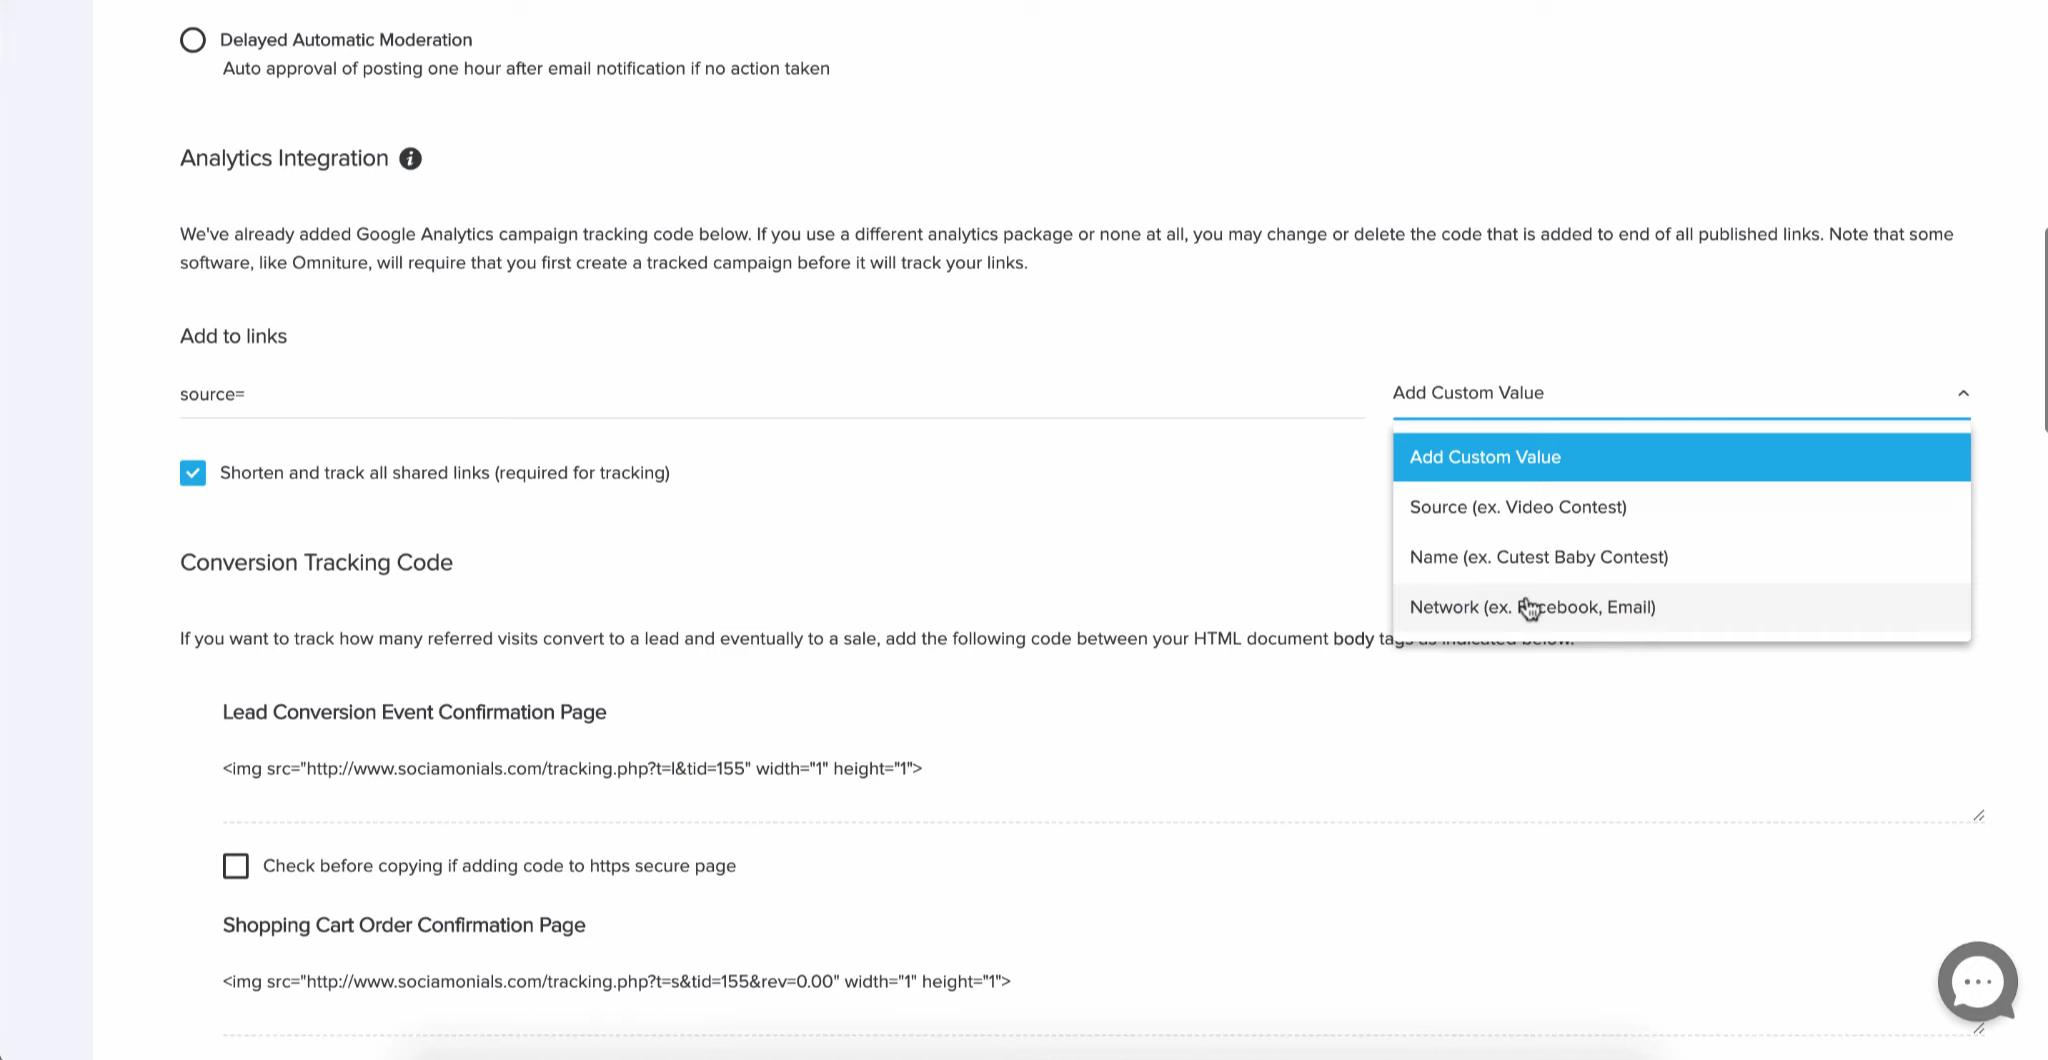 Delayed Automatic Moderation
Auto approval of posting one hour after email notification if no action taken
Analytics Integration
We've already added Google Analytics campaign tracking code below. If you use a different analytics package or none at all, you may change or delete the code that is added to end of all published links. Note that some
software, like Omniture, will require that you first create a tracked campaign before it will track your links.
Add to links
source=
Add Custom Value
Add Custom Value
Source (ex. Video Contest)
Name (ex. Cutest Baby Contest)
Network (ex. Facebook, Email)
Shorten and track all shared links (required for tracking)
Conversion Tracking Code
If you want to track how many referred visits convert to a lead and eventually to a sale, add the following code between your HTML document body tags as indicated below.
Lead Conversion Event Confirmation Page
<img src="http://www.sociamonials.com/tracking.php?t=l&tid=155" width="1" height="1">
Check before copying if adding code to https secure page
Shopping Cart Order Confirmation Page
<img src="http://www.sociamonials.com/tracking.php?t=s&tid=155&rev=0.00" width="1" height="1">